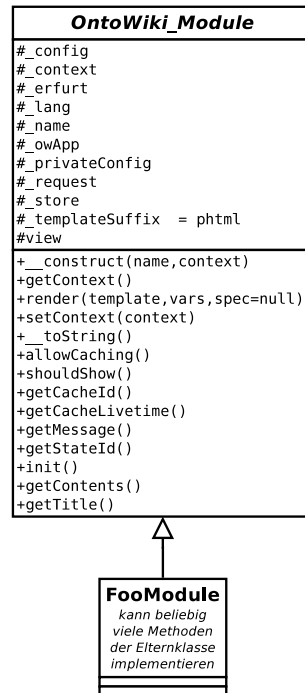 OntoWiki_Module
#_config
#_context
#_erfurt
#_lang
#_name
#_owApp
#_privateConfig
#_request
#_store
#_templateSuffix = phtml
#view
+__construct(name,context)
+getContext()
+render(template,vars,spec=null)
+setContext(context)
+__toString()
+allowCaching()
+shouldShow()
+getCacheId()
+getCacheLivetime()
+getMessage()
+getStateId()
+init()
+getContents()
+getTitle()
FooModule
kann beliebig
viele Methoden
der Elternklasse
implementieren